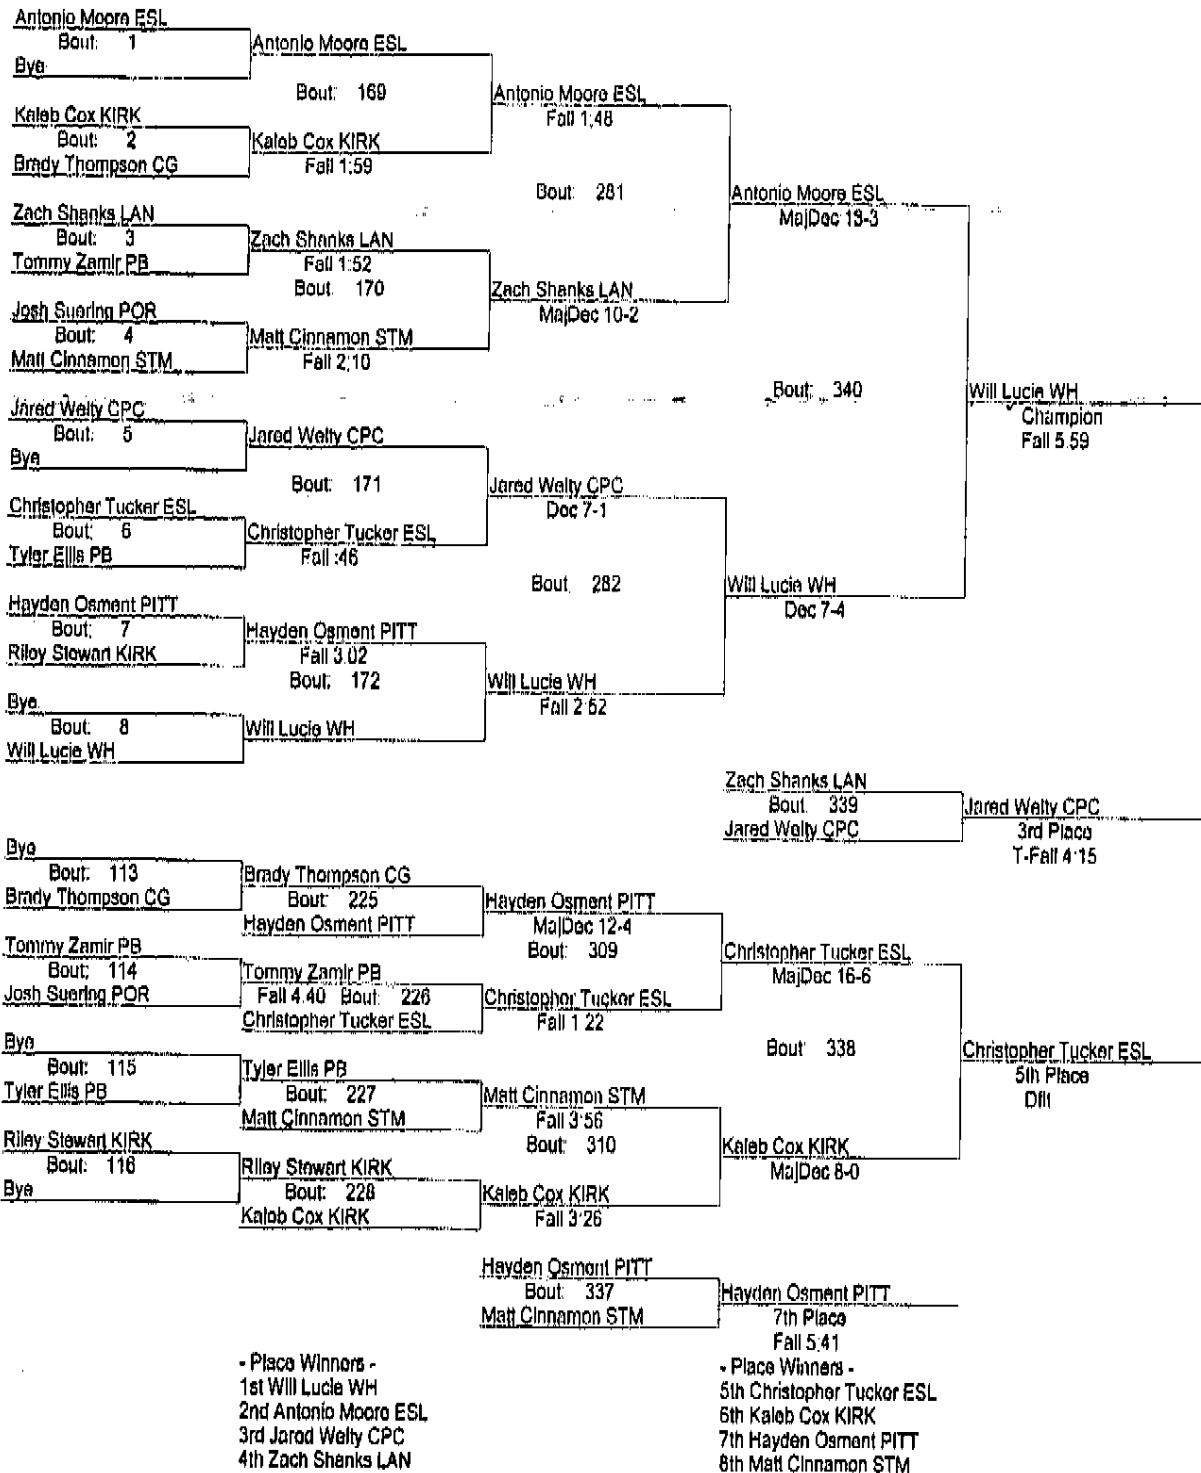 Antonio Moore ESL
Bout: 1
Bye
Antonio Moore ESL
Bout: 169
Kaleb Cox KIRK
Bout: 2
Brady Thompson CG
Kaleb Cox KIRK
Fall 1:59
Antonio Moore ESL
Fall 1:48
Bout: 281
Zach Shanks LAN
Bout: 3
Tommy Zamir PB
Zach Shanks LAN
Fall 1:52
Bout: 170
Josh Suering POR
Bout: 4
Matt Cinnamon STM
Matt Cinnamon STM
Fall 2:10
Zach Shanks LAN
MajDec 10-2
Antonio Moore ESL
MajDec 13-3
Bout: 340
Jared Welty CPC
Bout: 5
Bye
Jared Welty CPC
Bout: 171
Christopher Tucker ESL
Bout: 6
Tyler Ellis PB
Christopher Tucker ESL
Fall :46
Jared Welty CPC
Dec 7-1
Bout: 282
Hayden Osment PITT
Bout: 7
Riley Stewart KIRK
Hayden Osment PITT
Fall 3:02
Bout: 172
Bye
Bout: 8
Will Lucie WH
Will Lucie WH
Will Lucie WH
Fall 2:52
Will Lucie WH
Dec 7-4
Will Lucie WH
Champion
Fall 5:59
Zach Shanks LAN
Bout: 339
Jared Welty CPC
Jared Welty CPC
3rd Place
T-Fall 4:15
Bye
Bout: 113
Brady Thompson CG
Brady Thompson CG
Bout: 225
Hayden Osment PITT
Hayden Osment PITT
MajDec 12-4
Bout: 309
Tommy Zamir PB
Bout: 114
Josh Suering POR
Tommy Zamir PB
Fall 4:40 Bout: 226
Christopher Tucker ESL
Christopher Tucker ESL
Fall 1:22
Christopher Tucker ESL
MajDec 16-6
Bout: 338
Bye
Bout: 115
Tyler Ellis PB
Tyler Ellis PB
Bout: 227
Matt Cinnamon STM
Matt Cinnamon STM
Fall 3:56
Bout: 310
Riley Stewart KIRK
Bout: 116
Bye
Riley Stewart KIRK
Bout: 228
Kaleb Cox KIRK
Kaleb Cox KIRK
Fall 3:26
Kaleb Cox KIRK
MajDec 8-0
Christopher Tucker ESL
5th Place
Dflt
Hayden Osment PITT
Bout: 337
Matt Cinnamon STM
Hayden Osment PITT
7th Place
Fall 5:41
- Place Winners -
1st Will Lucie WH
2nd Antonio Moore ESL
3rd Jared Welty CPC
4th Zach Shanks LAN
- Place Winners -
5th Christopher Tucker ESL
6th Kaleb Cox KIRK
7th Hayden Osment PITT
8th Matt Cinnamon STM